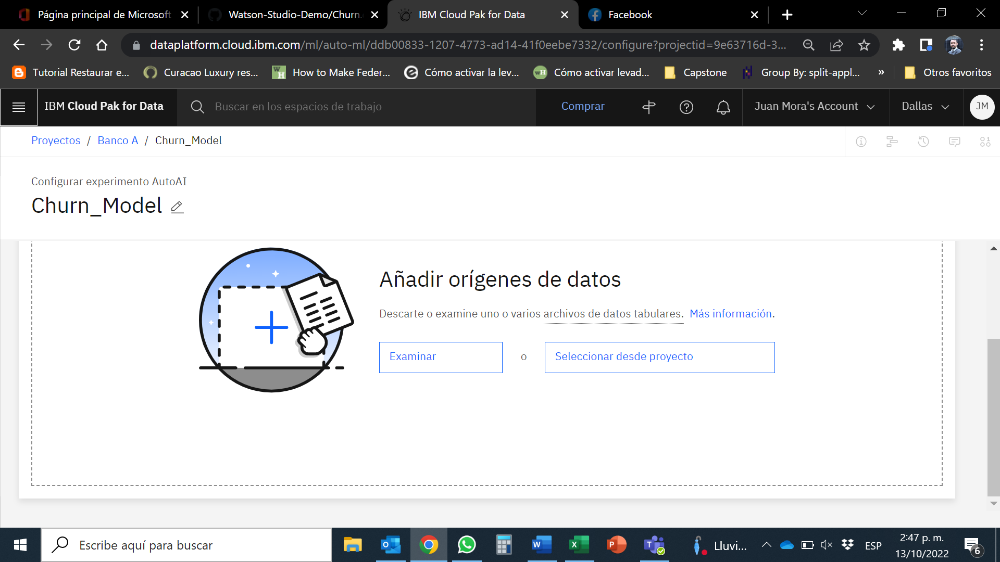 Página principal de Microsoft
Watson-Studio-Demo/Churn.
IBM Cloud Pak for Data
Facebook
dataplatform.cloud.ibm.com/ml/auto-ml/ddb00833-1207-4773-ad14-41f0eebe7332/configure?projectid=9e63716d-3...
Tutorial Restaurar e...
Curacao Luxury res...
How to Make Feder...
Cómo activar la lev...
Cómo activar levad...
Capstone
Group By: split-appl...
»
Otros favoritos
IBM Cloud Pak for Data
Buscar en los espacios de trabajo
Comprar
Juan Mora's Account
Dallas
JM
Proyectos / Banco A / Churn_Model
Configurar experimento AutoAI
Churn_Model
Añadir orígenes de datos
Descarte o examine uno o varios archivos de datos tabulares. Más información.
Examinar o Seleccionar desde proyecto
Escribe aquí para buscar
Lluvi...
ESP
2:47 p. m.
13/10/2022
6